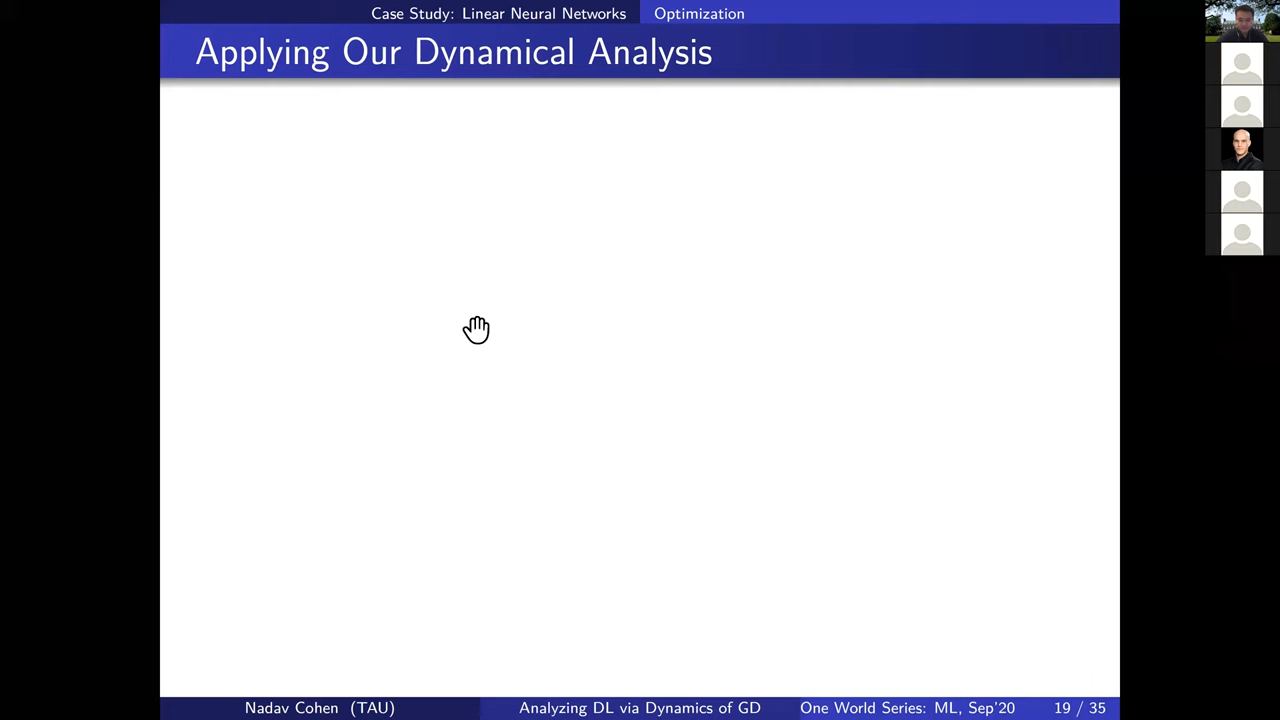 Case Study: Linear Neural Networks Optimization
Applying Our Dynamical Analysis
Nadav Cohen (TAU) Analyzing DL via Dynamics of GD One World Series: ML, Sep'20 19 / 35